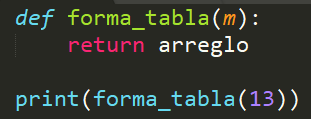 def forma_tabla(m):
    return arreglo

print(forma_tabla(13))